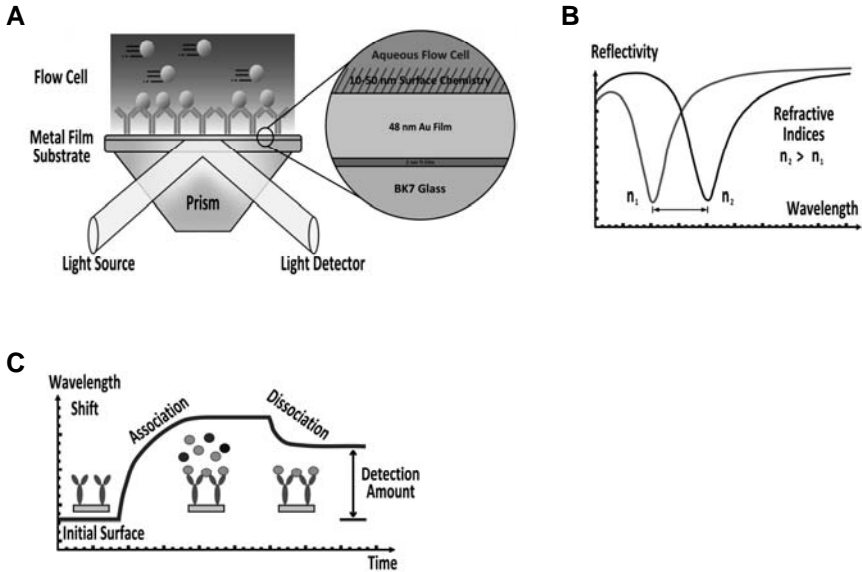 A
Flow Cell
Metal Film
Substrate
Prism
Light Source
Light Detector
Aqueous Flow Cell
10-50 nm Surface Chemistry
48 nm Au Film
BK7 Glass
B
Reflectivity
Refractive
Indices
n₂ > n₁
n₁
n₂
Wavelength
C
Wavelength
Shift
Association
Dissociation
Detection
Amount
Initial Surface
Time